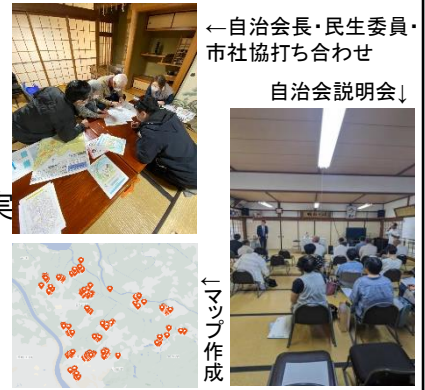 ←自治会長・民生委員・
市社協打ち合わせ
自治会説明会↓
実
←マップ作成